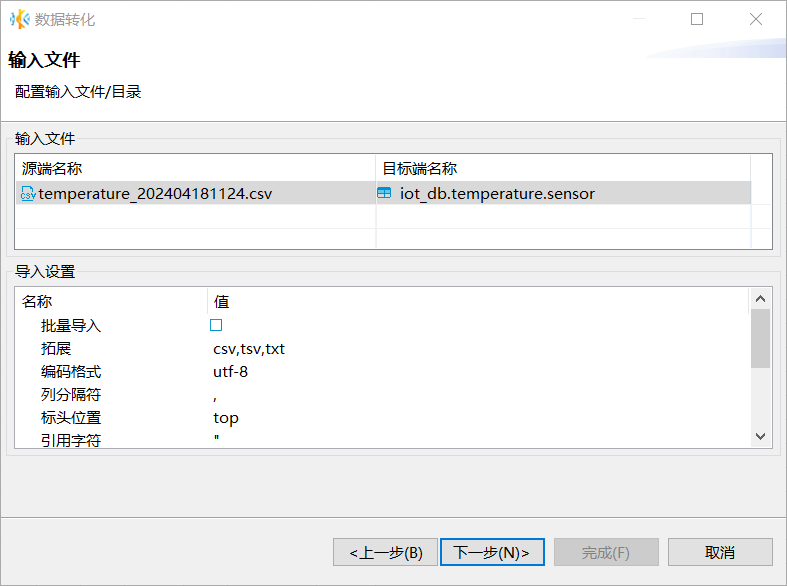 数据转化
输入文件
配置输入文件/目录
输入文件
源端名称 目标端名称
temperature_202404181124.csv iot_db.temperature.sensor
导入设置
名称 值
批量导入
拓展 csv,tsv,txt
编码格式 utf-8
列分隔符 ,
标头位置 top
引用字符 "
<上一步(B) 下一步(N)> 完成(F) 取消